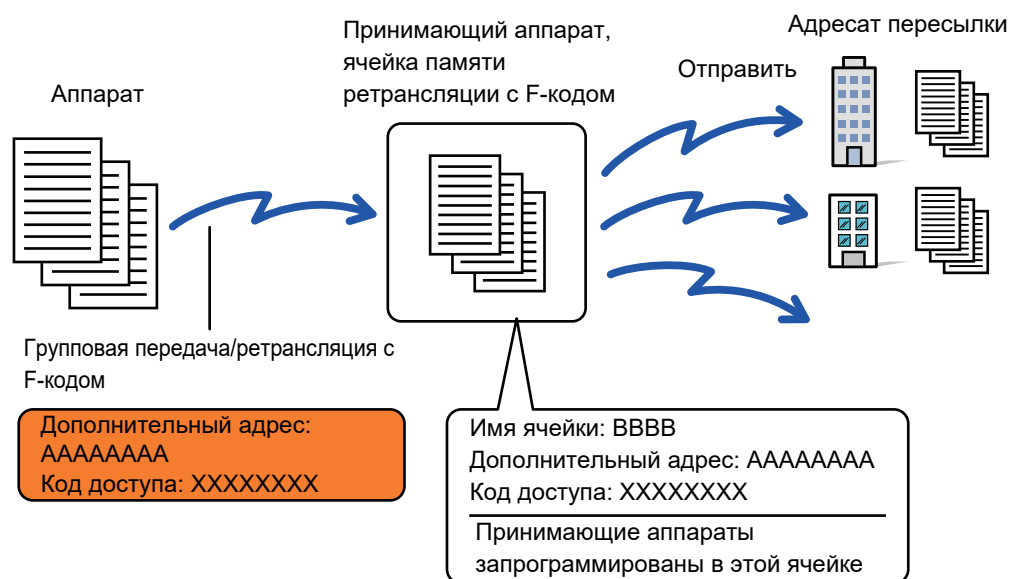 Аппарат
Принимающий аппарат,
ячейка памяти
ретрансляции с F-кодом
Отправить
Адресат пересылки
Групповая передача/ретрансляция с
F-кодом
Дополнительный адрес:
AAAAAAAA
Код доступа: XXXXXXXX
Имя ячейки: BBBB
Дополнительный адрес: AAAAAAAA
Код доступа: XXXXXXXX
Принимающие аппараты
запрограммированы в этой ячейке